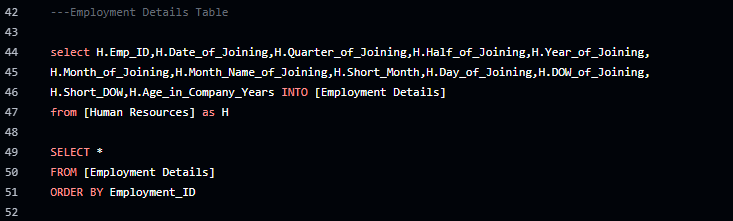 42 ---Employment Details Table
43
44 select H.Emp_ID,H.Date_of_Joining,H.Quarter_of_Joining,H.Half_of_Joining,H.Year_of_Joining,
45 H.Month_of_Joining,H.Month_Name_of_Joining,H.Short_Month,H.Day_of_Joining,H.DOW_of_Joining,
46 H.Short_DOW,H.Age_in_Company_Years INTO [Employment Details]
47 from [Human Resources] as H
48
49 SELECT *
50 FROM [Employment Details]
51 ORDER BY Employment_ID
52